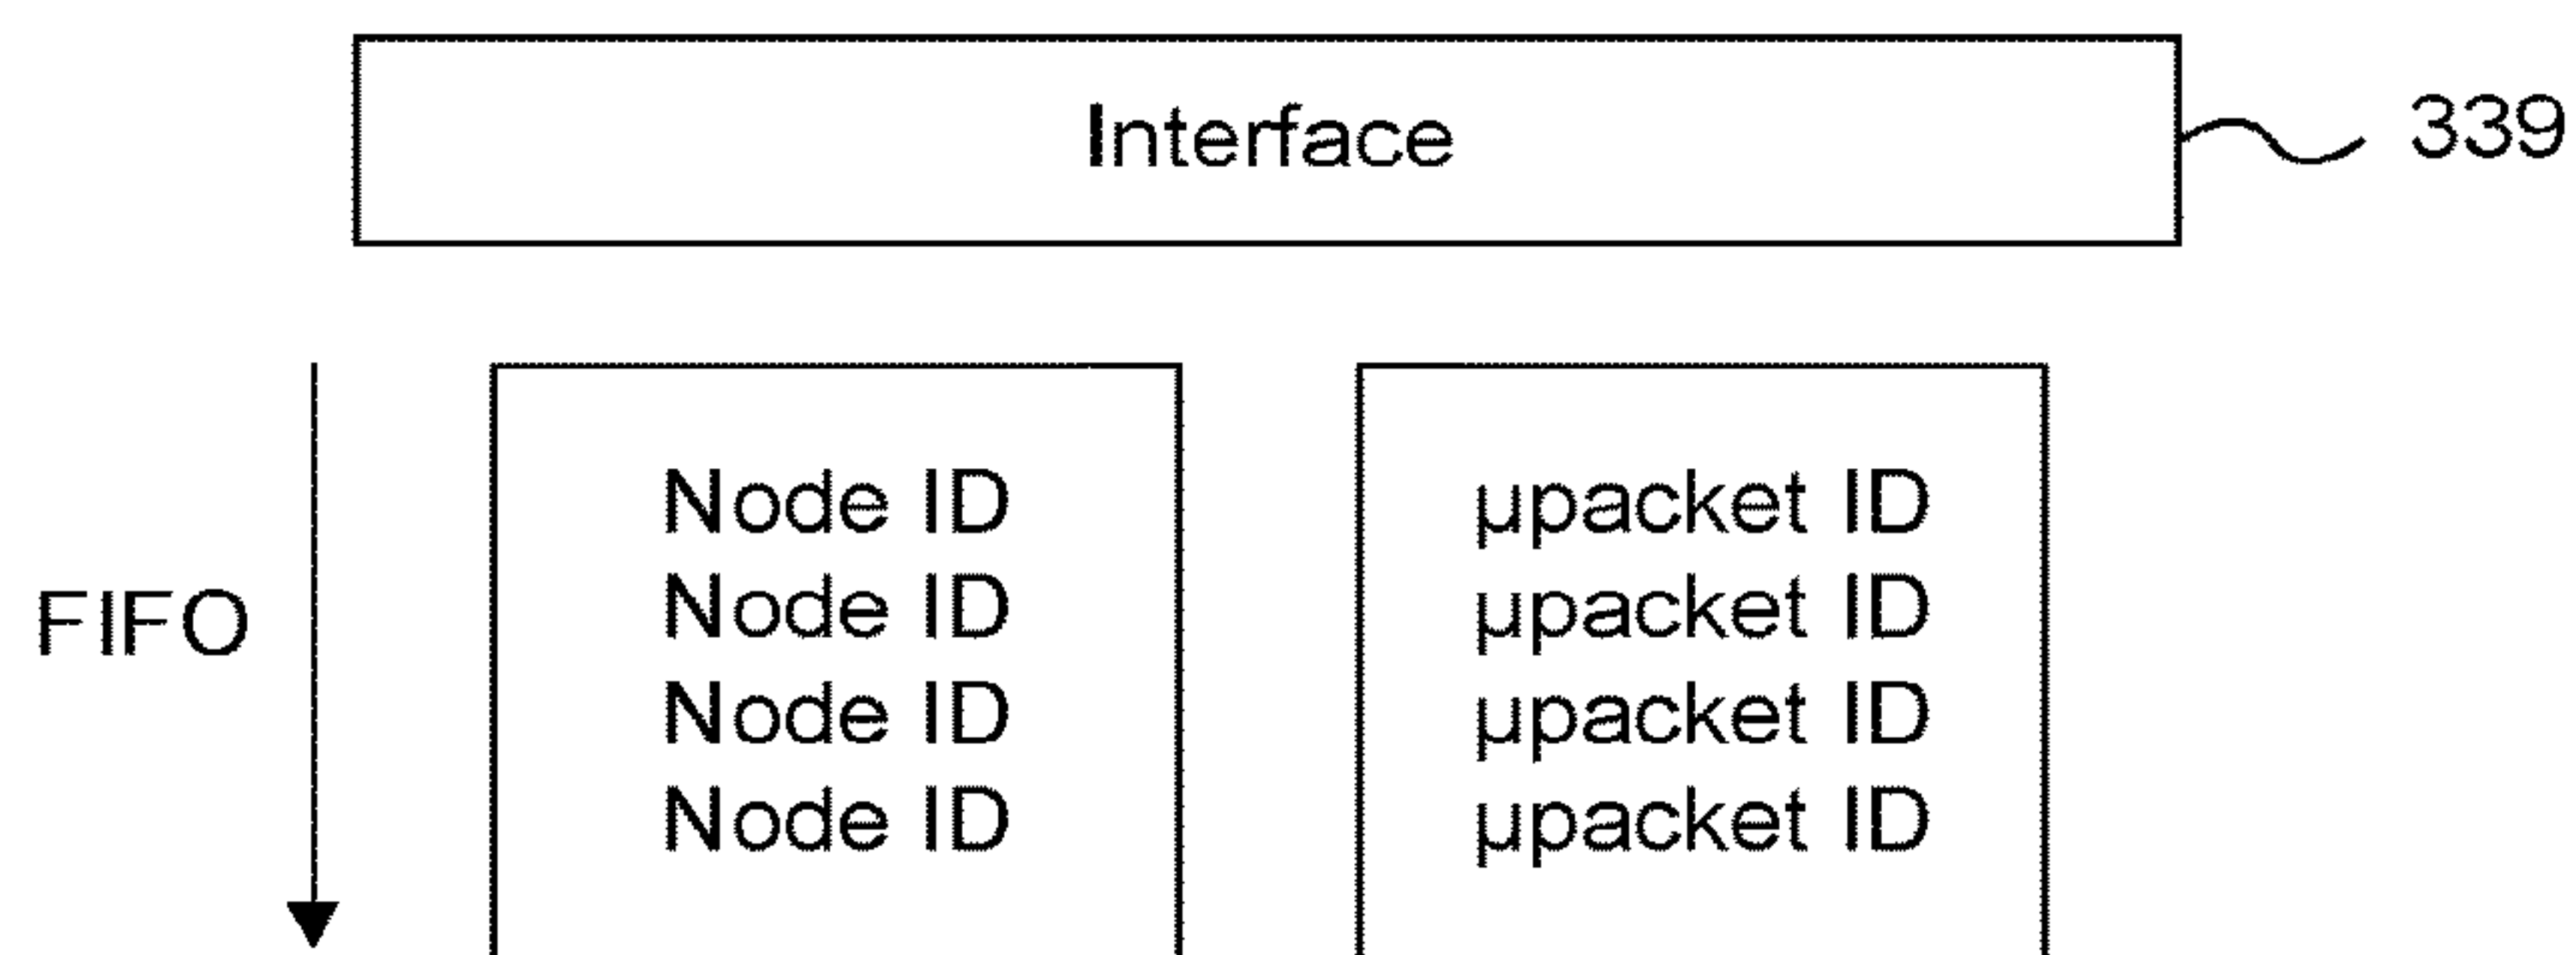 Interface
339
FIFO
Node ID
Node ID
Node ID
Node ID
µpacket ID
µpacket ID
µpacket ID
µpacket ID